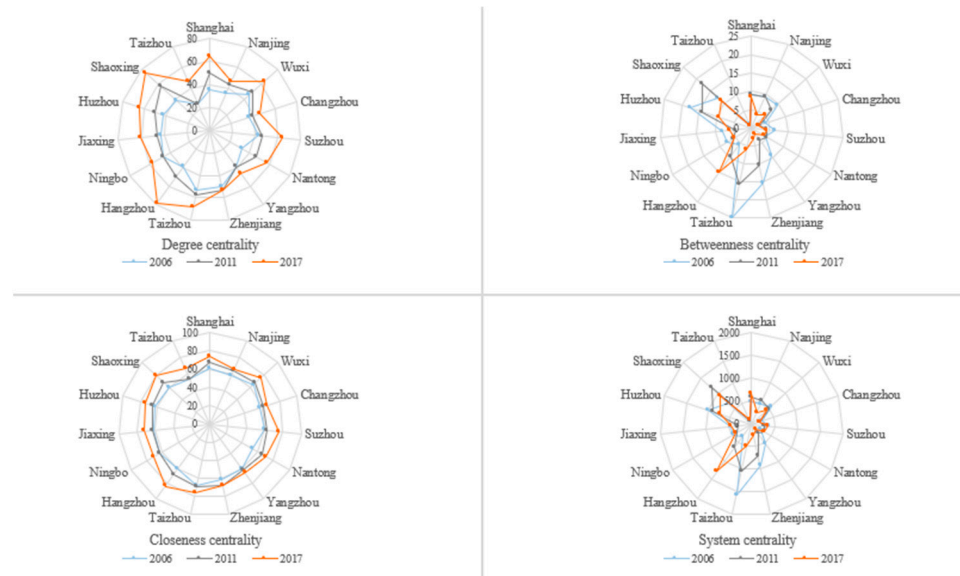 Shanghai
80
Taizhou
Nanjing
60
Shaoxing
Wuxi
40
Huzhou
20
Changzhou
0
Jiaxing
Suzhou
Ningbo
Nantong
Hangzhou
Yangzhou
Taizhou
Zhenjiang
Degree centrality
2006 2011 2017
Shanghai
25
Taizhou
Nanjing
20
Shaoxing
15
Wuxi
10
Huzhou
5
Changzhou
0
Jiaxing
Suzhou
Ningbo
Nantong
Hangzhou
Yangzhou
Taizhou
Zhenjiang
Betweenness centrality
2006 2011 2017
Shanghai
100
Taizhou
Nanjing
80
Shaoxing
60
Wuxi
40
Huzhou
20
Changzhou
0
Jiaxing
Suzhou
Ningbo
Nantong
Hangzhou
Yangzhou
Taizhou
Zhenjiang
Closeness centrality
2006 2011 2017
Shanghai
2000
Taizhou
Nanjing
1500
Shaoxing
Wuxi
1000
Huzhou
500
Changzhou
0
Jiaxing
Suzhou
Ningbo
Nantong
Hangzhou
Yangzhou
Taizhou
Zhenjiang
System centrality
2006 2011 2017